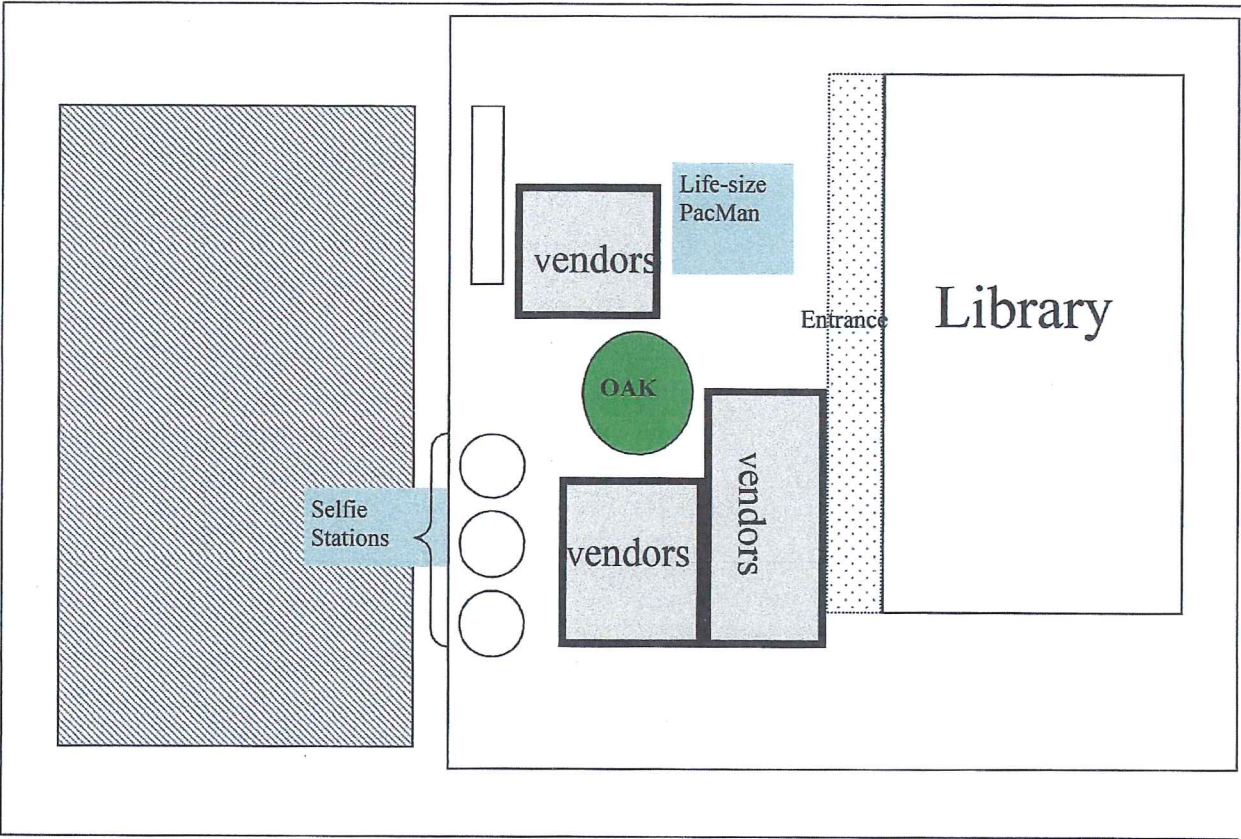 Life-size
PacMan
vendors
Entrance
Library
OAK
Selfie
Stations
vendors
vendors